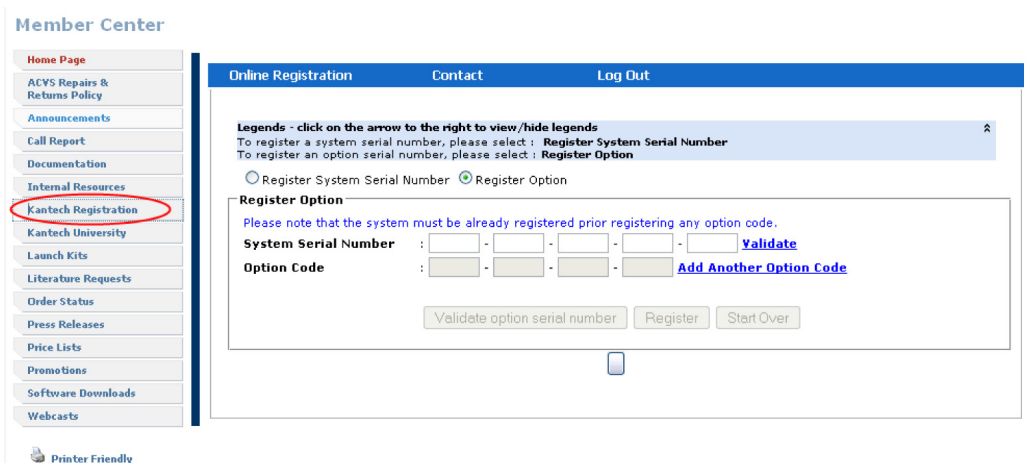 Member Center
Home Page
ACVS Repairs &
Returns Policy
Announcements
Call Report
Documentation
Internal Resources
Kantech Registration
Kantech University
Launch Kits
Literature Requests
Order Status
Press Releases
Price Lists
Promotions
Software Downloads
Webcasts
Printer Friendly
Online Registration Contact Log Out
Legends - click on the arrow to the right to view/hide legends
To register a system serial number, please select : Register System Serial Number
To register an option serial number, please select : Register Option
Register System Serial Number Register Option
Register Option
Please note that the system must be already registered prior registering any option code.
System Serial Number : - - - - Validate
Option Code : - - - Add Another Option Code
Validate option serial number Register Start Over